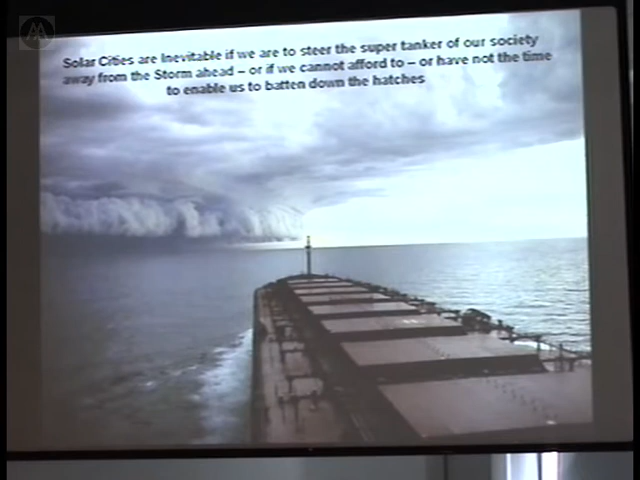 Solar Cities are Inevitable if we are to steer the super tanker of our society
away from the Storm ahead – or if we cannot afford to – or have not the time
to enable us to batten down the hatches